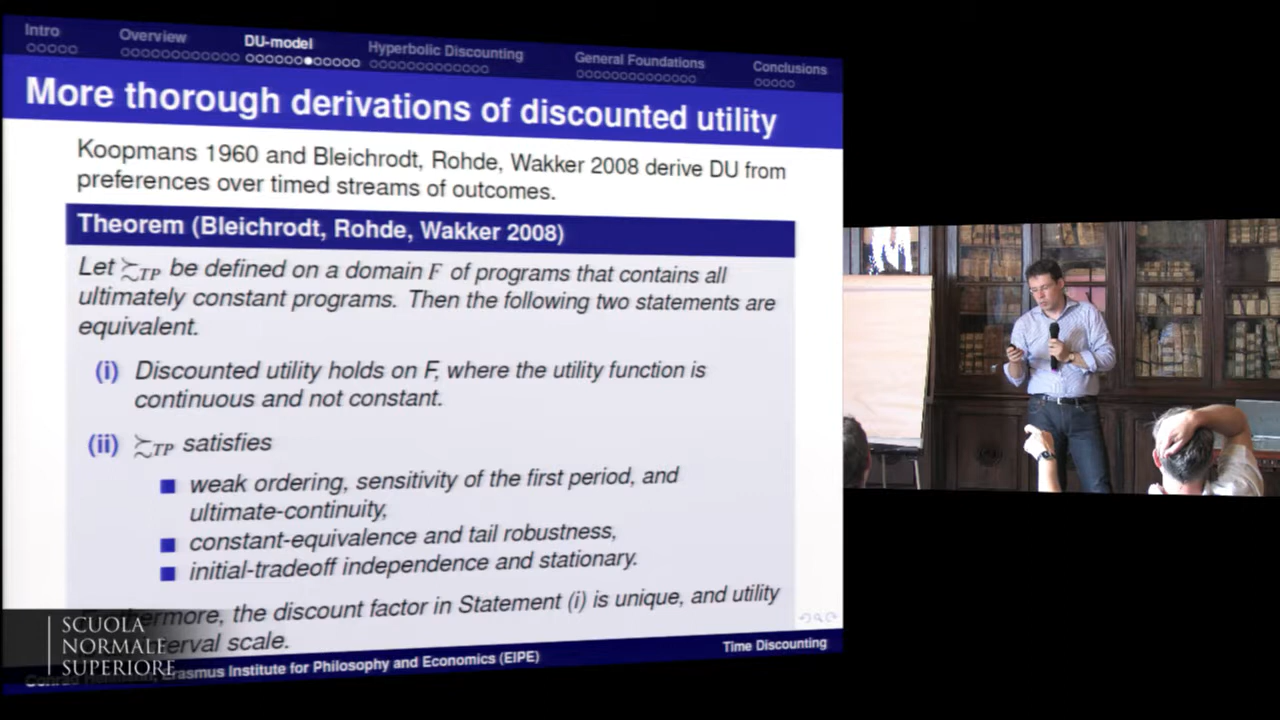 Intro Overview DU-model Hyperbolic Discounting General Foundations Conclusions
More thorough derivations of discounted utility
Koopmans 1960 and Bleichrodt, Rohde, Wakker 2008 derive DU from
preferences over timed streams of outcomes.
Theorem (Bleichrodt, Rohde, Wakker 2008)
Let ≿TP be defined on a domain F of programs that contains all
ultimately constant programs. Then the following two statements are
equivalent.
(i) Discounted utility holds on F, where the utility function is
continuous and not constant.
(ii) ≿TP satisfies
weak ordering, sensitivity of the first period, and
ultimate-continuity,
constant-equivalence and tail robustness,
initial-tradeoff independence and stationary.
the discount factor in Statement (i) is unique, and utility
scale.
Erasmus Institute for Philosophy and Economics (EIPE) Time Discounting
SCUOLA
NORMALE
SUPERIORE